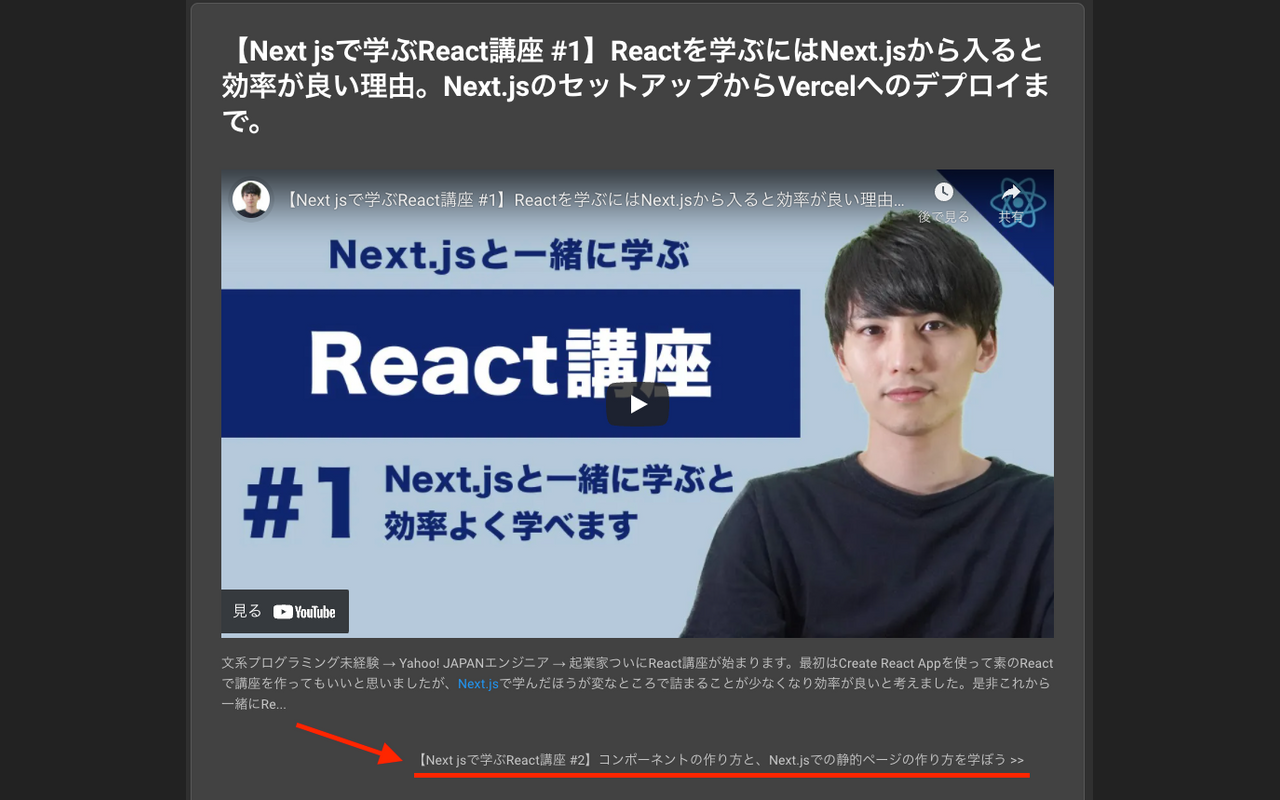 【Next jsで学ぶReact講座 #1】Reactを学ぶにはNext.jsから入ると
効率が良い理由。Next.jsのセットアップからVercelへのデプロイま
で。
【Next jsで学ぶReact講座 #1】Reactを学ぶにはNext.jsから入ると効率が良い理由...
後で見る
共有
Next.jsと一緒に学ぶ
React講座
#1
Next.jsと一緒に学ぶと
効率よく学べます
見る YouTube
文系プログラミング未経験 → Yahoo! JAPANエンジニア → 起業家ついにReact講座が始まります。最初はCreate React Appを使って素のReact
で講座を作ってもいいと思いましたが、Next.jsで学んだほうが変なところで詰まることが少なくなり効率が良いと考えました。是非これから
一緒にRe...
【Next jsで学ぶReact講座 #2】コンポーネントの作り方と、Next.jsでの静的ページの作り方を学ぼう >>